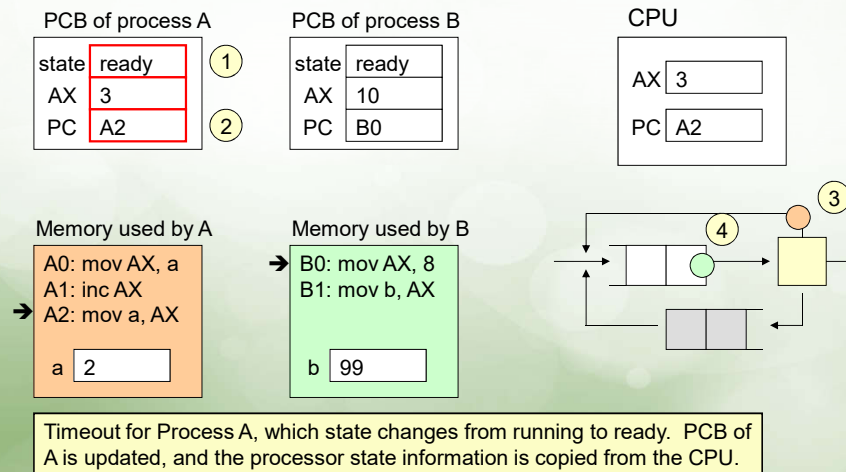 PCB of process A
state ready 1
AX 3
PC A2 2
PCB of process B
state ready
AX 10
PC B0
CPU
AX 3
PC A2
Memory used by A
A0: mov AX, a
A1: inc AX
➔ A2: mov a, AX
a 2
Memory used by B
➔ B0: mov AX, 8
B1: mov b, AX
b 99
3
4
Timeout for Process A, which state changes from running to ready. PCB of
A is updated, and the processor state information is copied from the CPU.